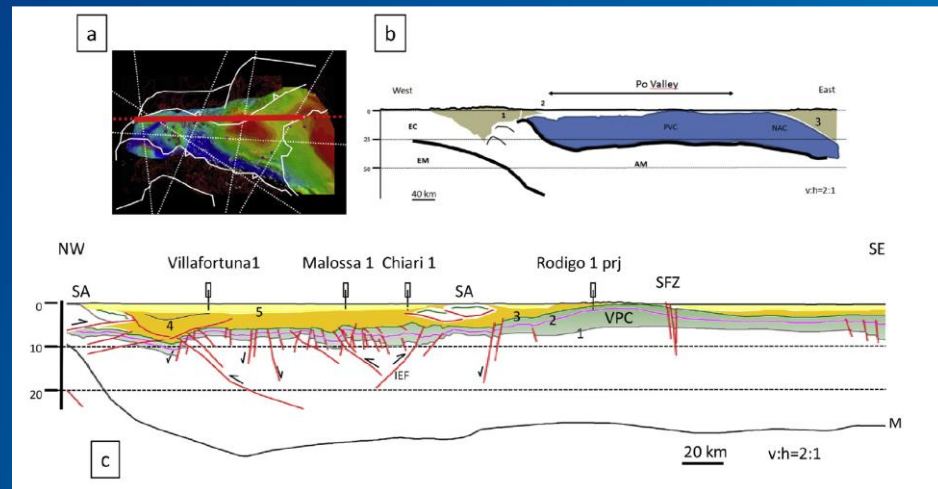 a
b
Po Valley
West
East
0
1
2
3
EC
PVC
NAC
25
EM
AM
50
40 km
v:h=2:1
NW
SE
Villafortuna1
Malossa 1
Chiari 1
Rodigo 1 prj
SA
SA
SFZ
0
5
4
3
2
VPC
1
10
IEF
20
M
20 km
v:h=2:1
c